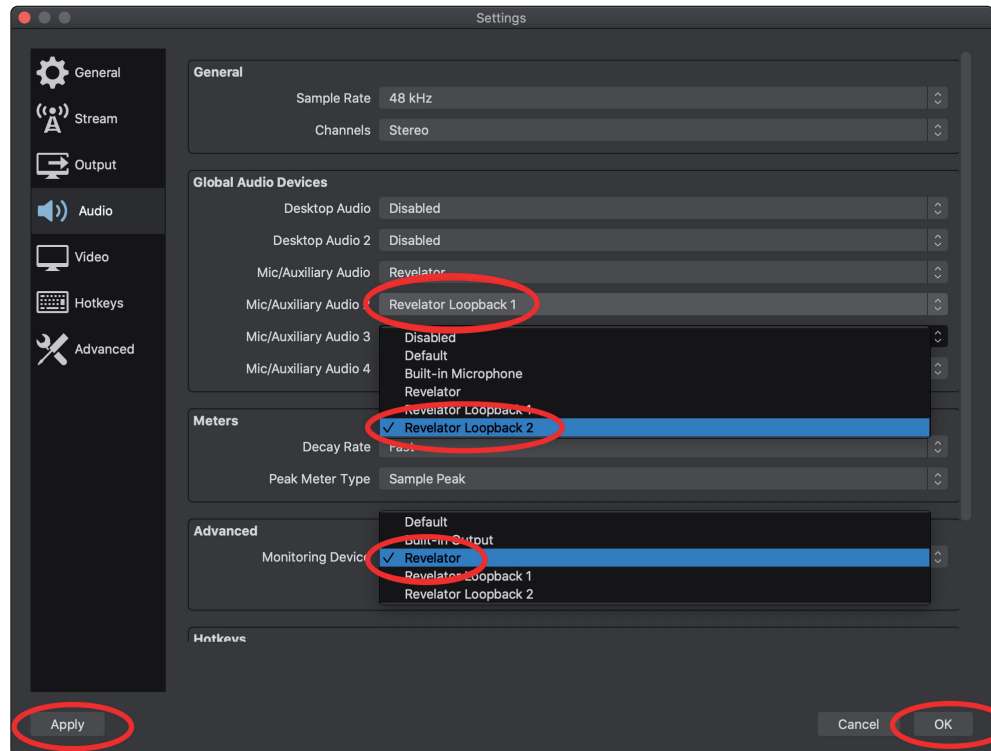 Settings
General
Stream
Output
Audio
Video
Hotkeys
Advanced
General
Sample Rate 48 kHz
Channels Stereo
Global Audio Devices
Desktop Audio Disabled
Desktop Audio 2 Disabled
Mic/Auxiliary Audio Revelator
Mic/Auxiliary Audio 2 Revelator Loopback 1
Mic/Auxiliary Audio 3
Disabled
Default
Mic/Auxiliary Audio 4
Built-in Microphone
Revelator
Revelator Loopback 1
✓ Revelator Loopback 2
Meters
Decay Rate Fast
Peak Meter Type Sample Peak
Advanced
Default
Built-in Output
Monitoring Device ✓ Revelator
Revelator Loopback 1
Revelator Loopback 2
Hotkeys
Apply
Cancel
OK